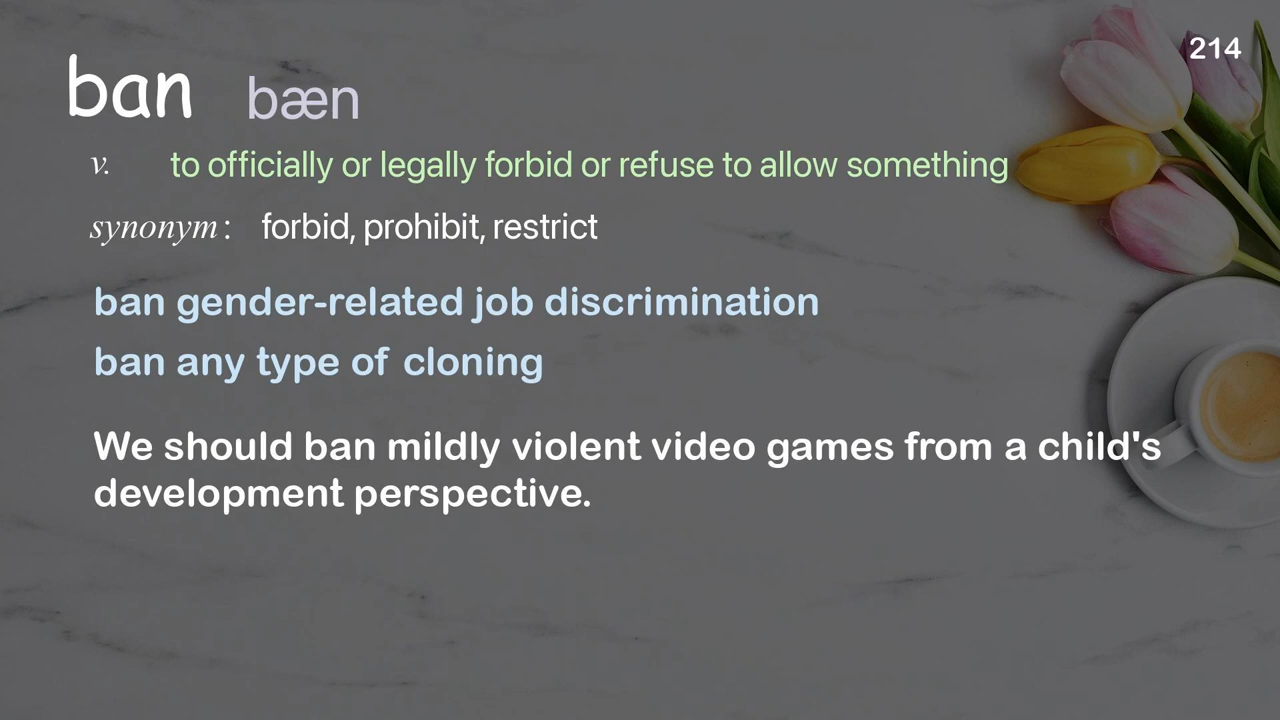 214
ban bæn
v. to officially or legally forbid or refuse to allow something
synonym: forbid, prohibit, restrict
ban gender-related job discrimination
ban any type of cloning
We should ban mildly violent video games from a child's
development perspective.